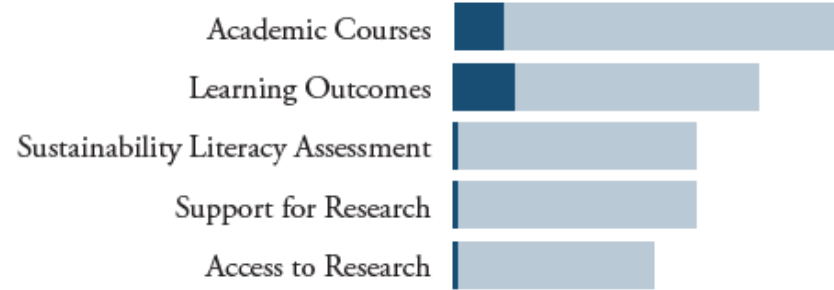 Academic Courses
Learning Outcomes
Sustainability Literacy Assessment
Support for Research
Access to Research